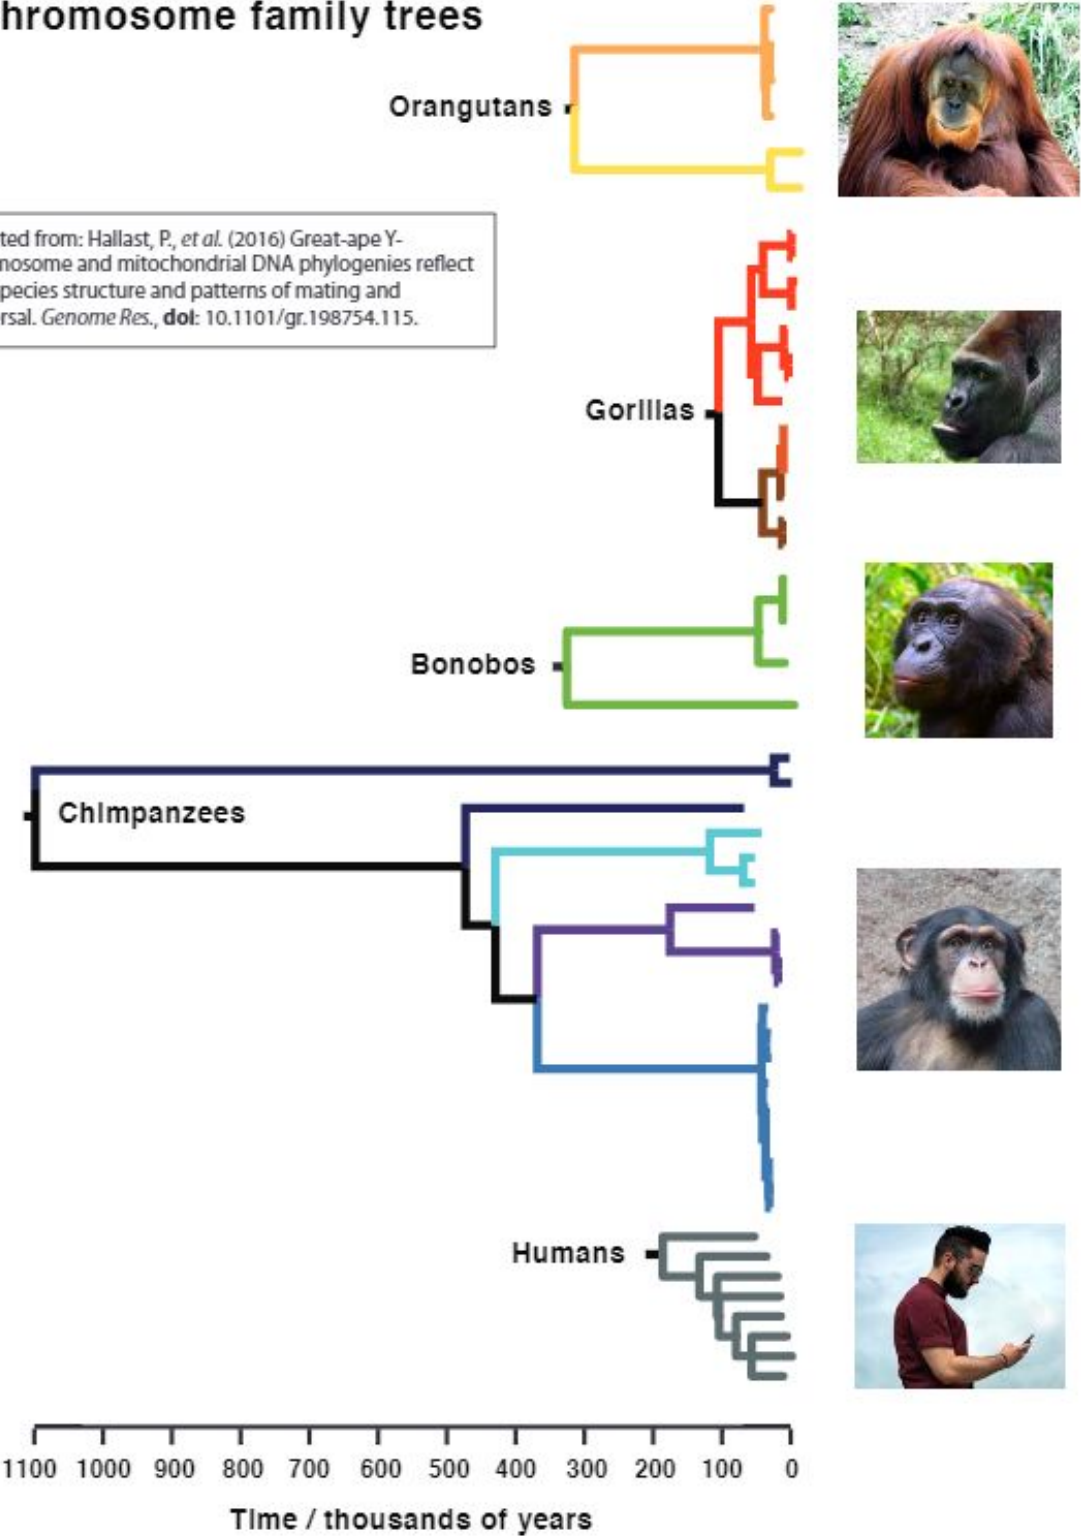 hromosome family trees
Orangutans
ted from: Hallast, P., et al. (2016) Great-ape Y-
mosome and mitochondrial DNA phylogenies reflect
pecies structure and patterns of mating and
rsal. Genome Res., doi: 10.1101/gr.198754.115.
Gorillas
Bonobos
Chimpanzees
Humans
1100 1000 900 800 700 600 500 400 300 200 100 0
Time / thousands of years